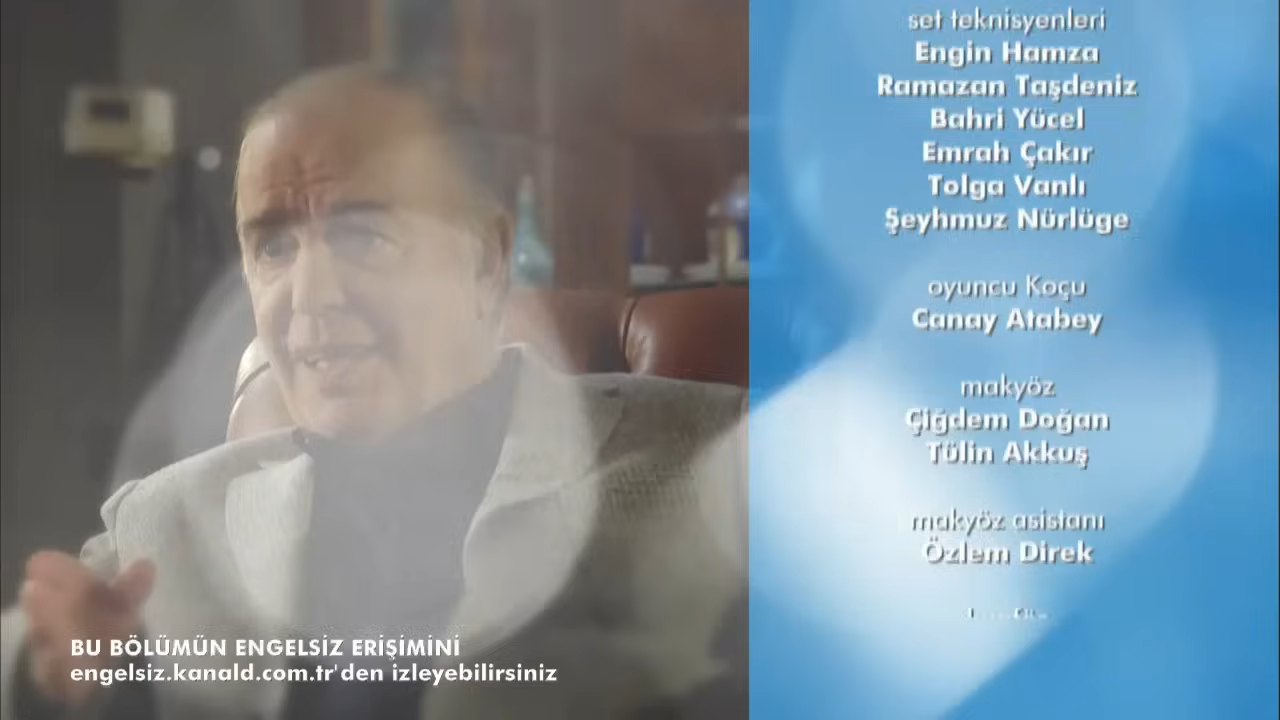 set teknisyenleri
Engin Hamza
Ramazan Taşdeniz
Bahri Yücel
Emrah Çakır
Tolga Vanlı
Şeyhmuz Nürlüge
oyuncu Koçu
Canay Atabey
makyöz
Çiğdem Doğan
Tülin Akkuş
makyöz asistanı
Özlem Direk
BU BÖLÜMÜN ENGELSİZ ERİŞİMİNİ
engelsiz.kanald.com.tr'den izleyebilirsiniz